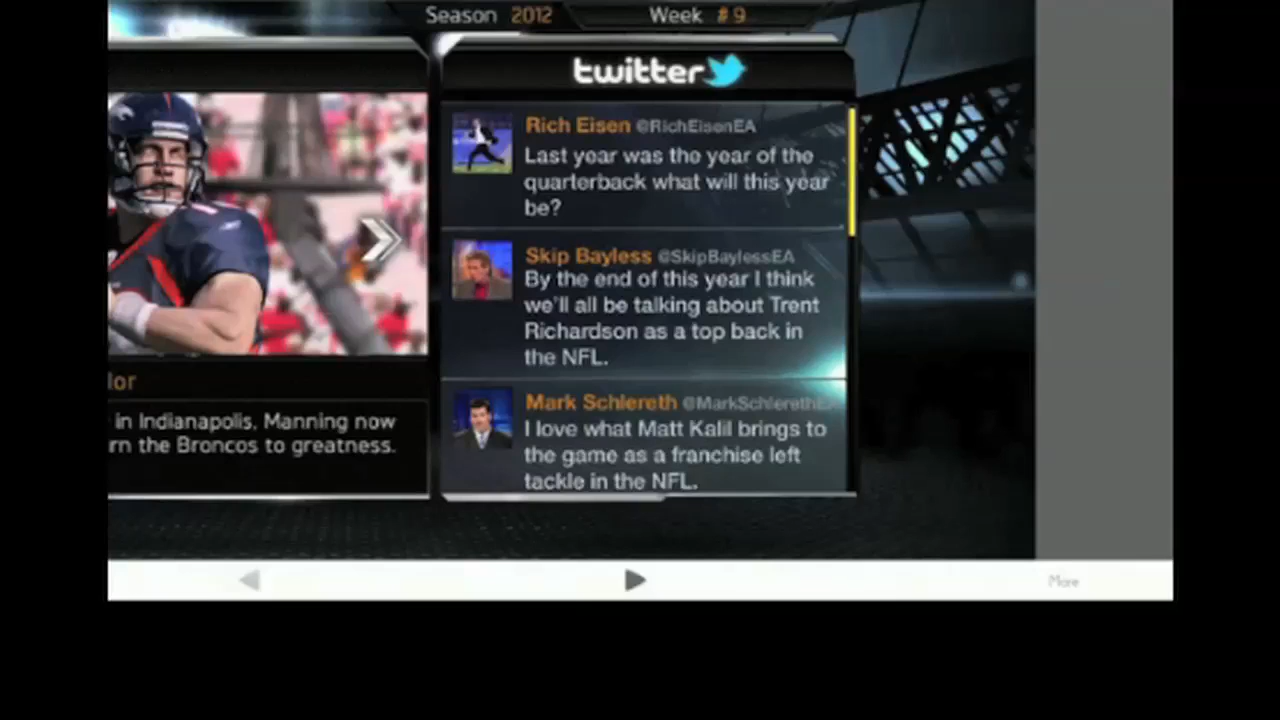 Season 2012 Week #9
twitter
Rich Eisen @RichEisenEA
Last year was the year of the
quarterback what will this year
be?
Skip Bayless @SkipBaylessEA
By the end of this year I think
we'll all be talking about Trent
Richardson as a top back in
the NFL.
Mark Schlereth @MarkSchlerethE
I love what Matt Kalil brings to
the game as a franchise left
tackle in the NFL.
lor
in Indianapolis, Manning now
rn the Broncos to greatness.
More